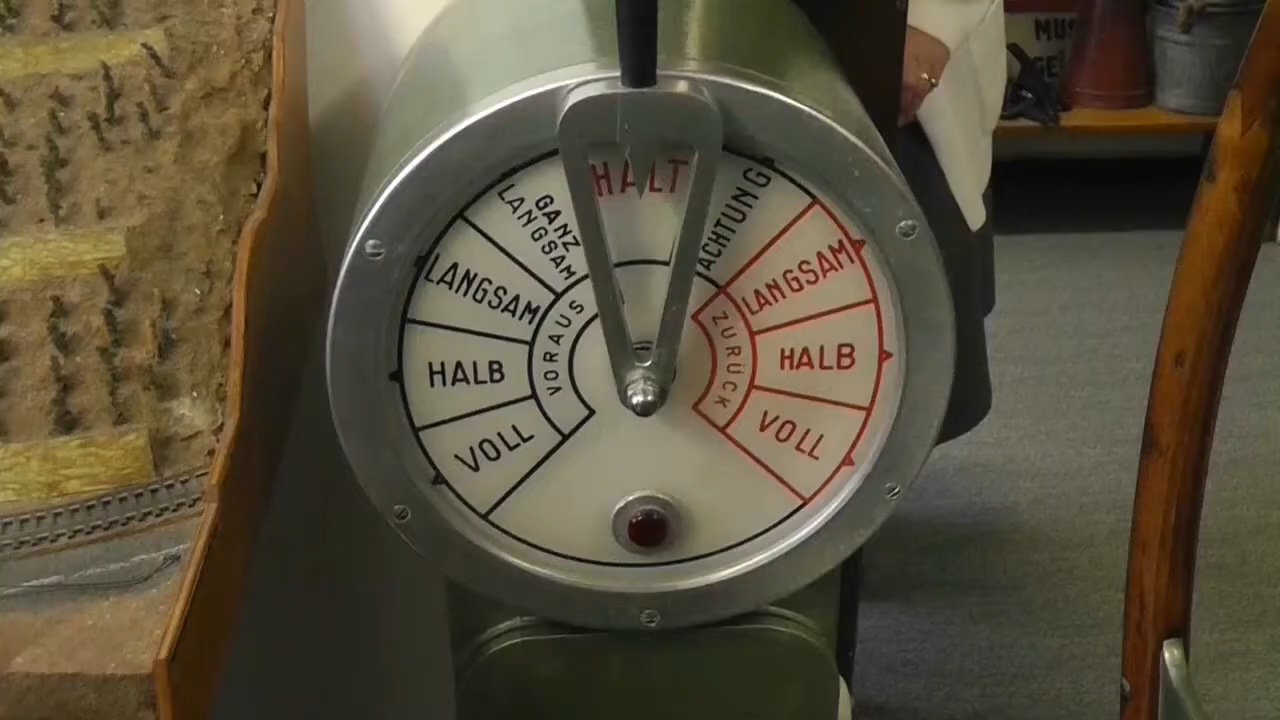 HALT
ACHTUNG
GANZ
LANGSAM
LANGSAM
HALB
VOLL
VORAUS
LANGSAM
HALB
VOLL
ZURÜCK